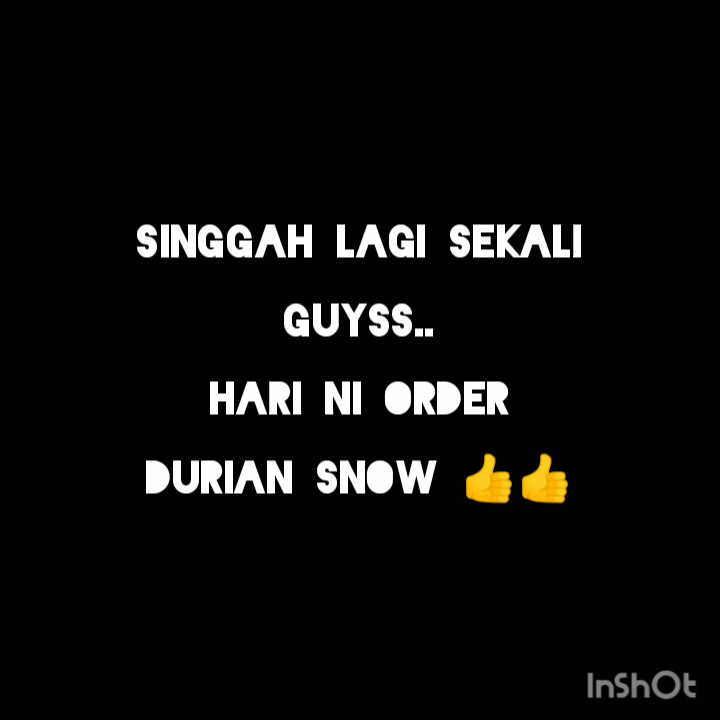 SINGGAH LAGI SEKALI
GUYSS..
HARI NI ORDER
DURIAN SNOW 👍👍
InShOt